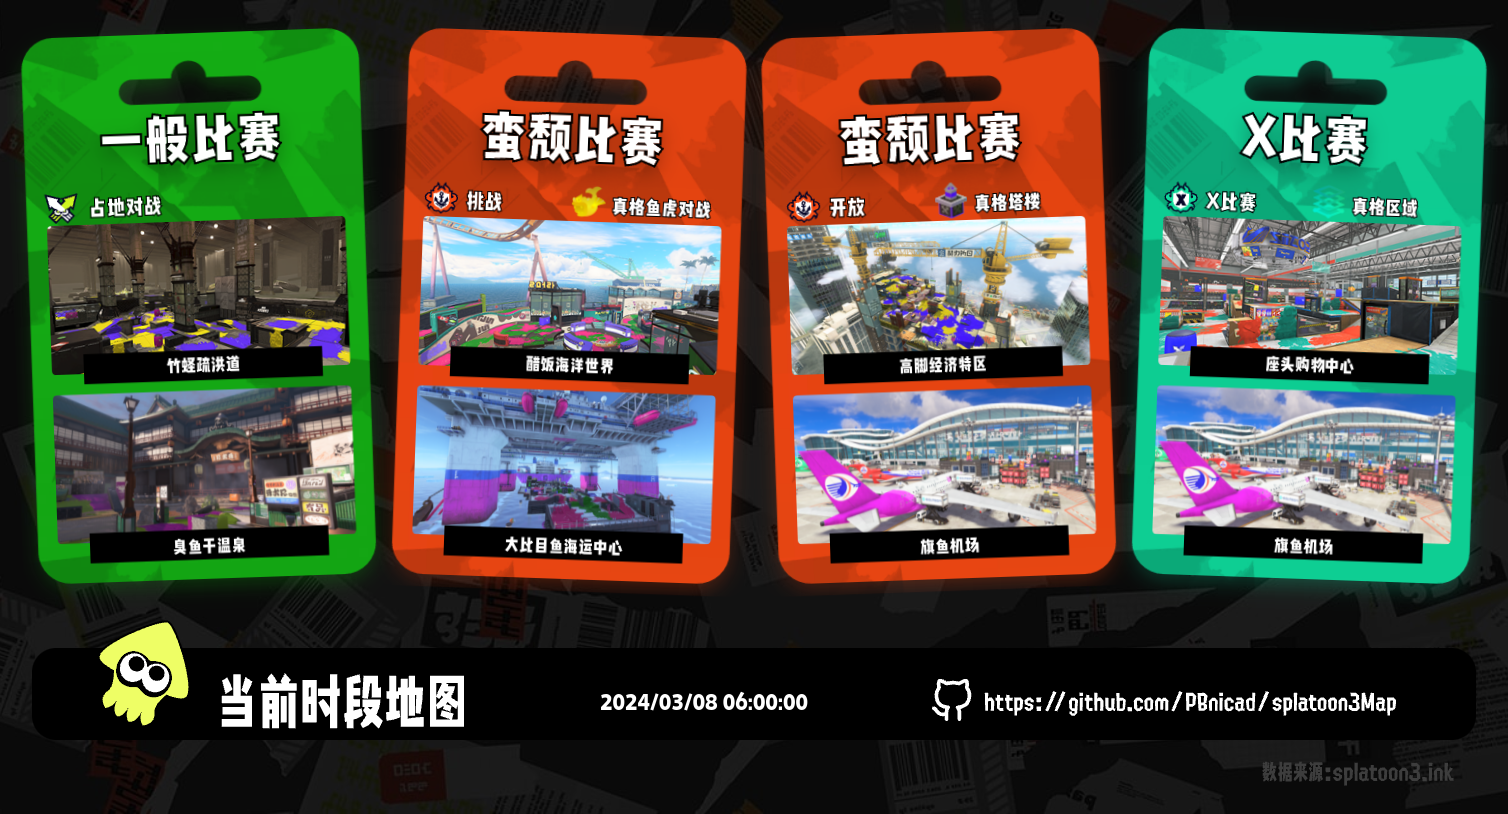 一般比赛
占地对战
竹蛏疏洪道
臭鱼干温泉
蛮颓比赛
挑战
真格鱼虎对战
醋饭海洋世界
大比目鱼海运中心
蛮颓比赛
开放
真格塔楼
高脚经济特区
旗鱼机场
X比赛
X比赛
真格区域
座头购物中心
旗鱼机场
当前时段地图
2024/03/08 06:00:00
https://github.com/PBnicad/splatoon3Map
数据来源:splatoon3.ink